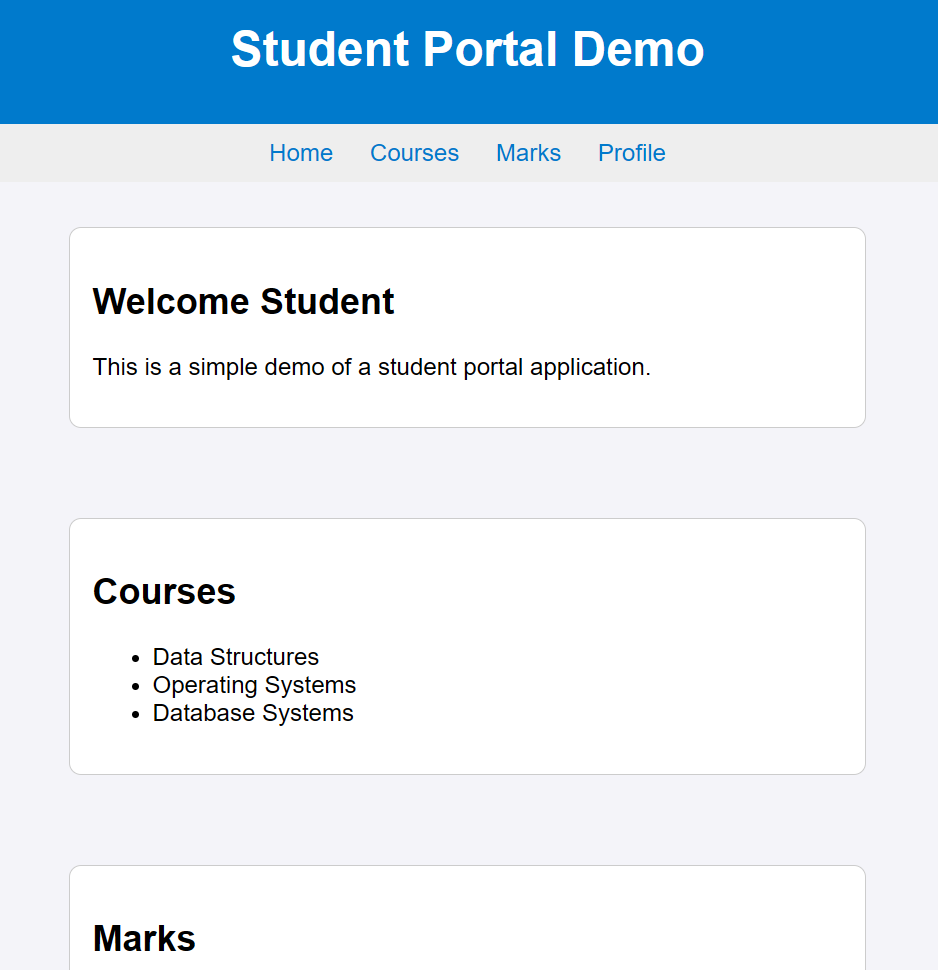 Student Portal Demo
Home Courses Marks Profile
Welcome Student
This is a simple demo of a student portal application.
Courses
Data Structures
Operating Systems
Database Systems
Marks